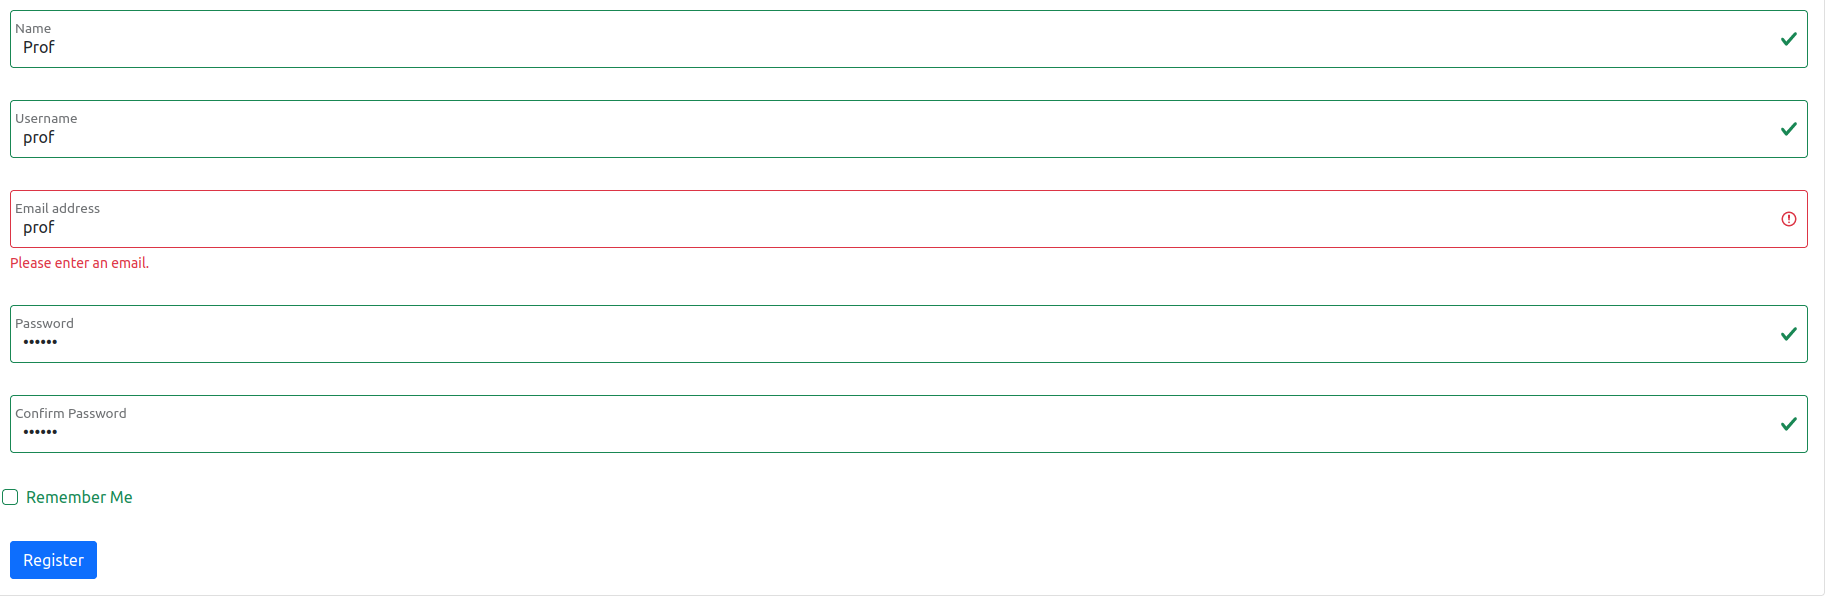 Name
Prof
Username
prof
Email address
prof
Please enter an email.
Password
••••••
Confirm Password
••••••
Remember Me
Register